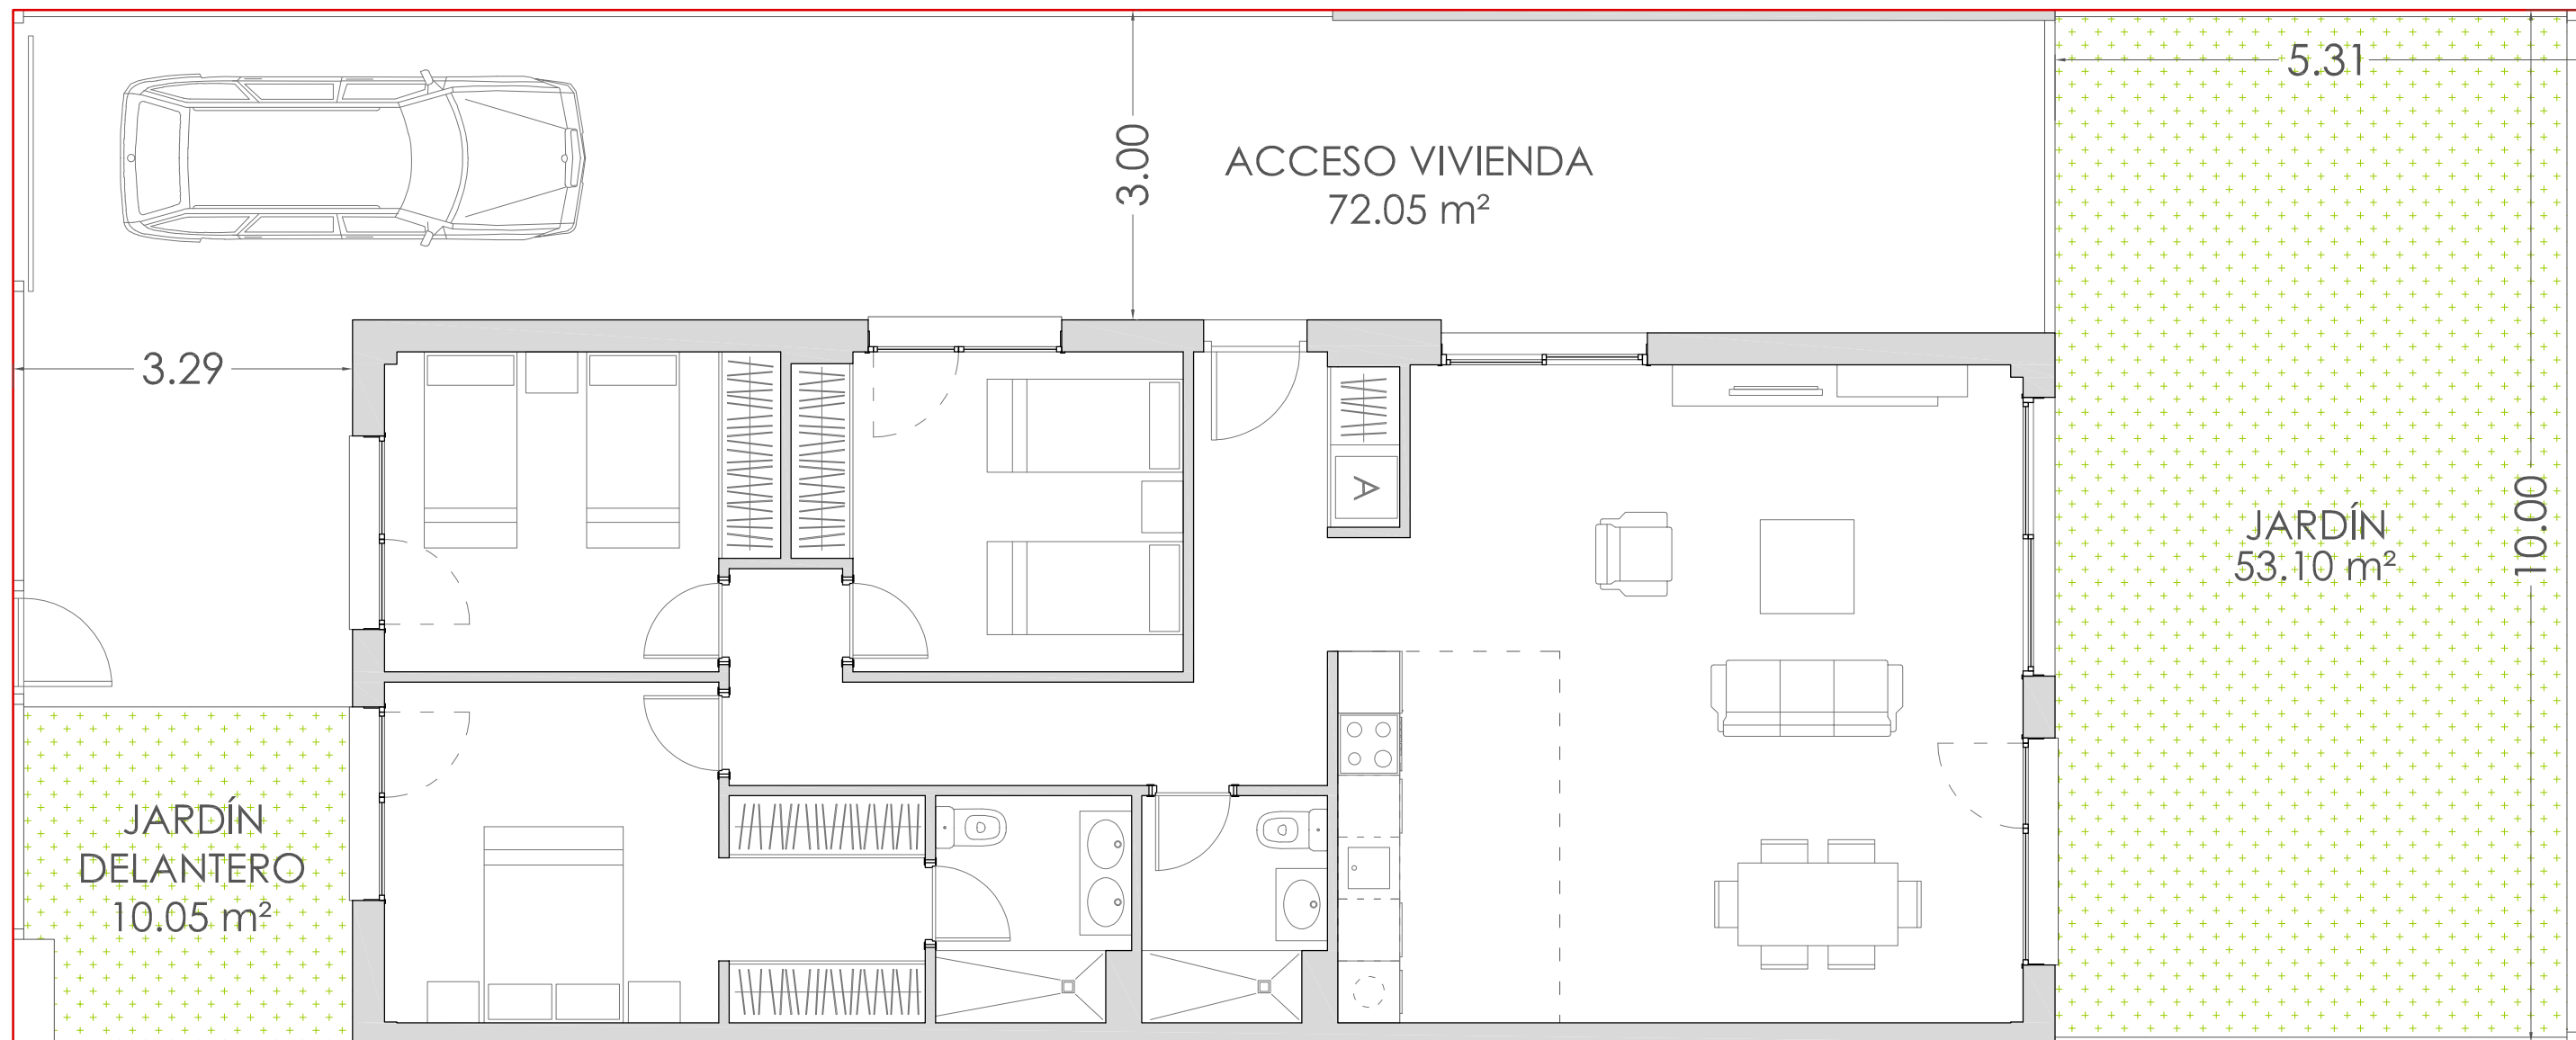 5.31
3.00
ACCESO VIVIENDA
72.05 m²
3.29
A
JARDÍN
53.10 m²
10.00
JARDÍN
DELANTERO
10.05 m²